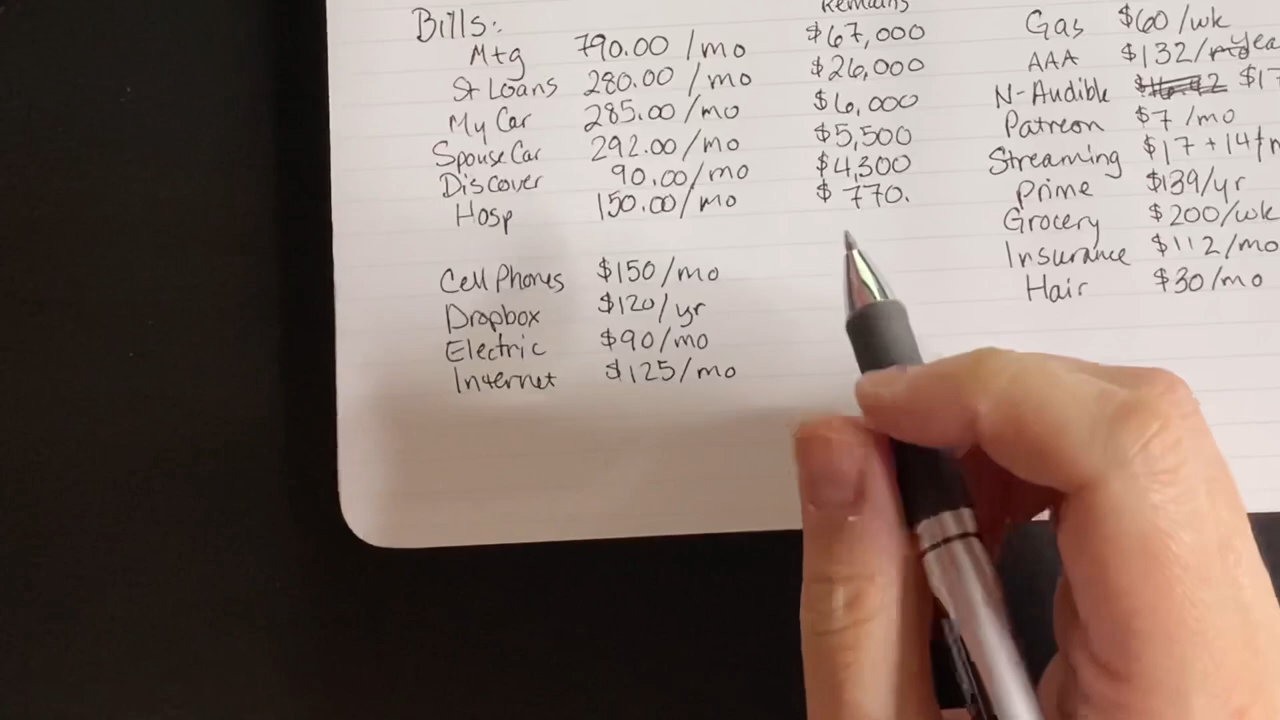 Bills:
Remains
Mtg 790.00 /mo $67,000
St Loans 280.00 /mo $26,000
My Car 285.00 /mo $6,000
Spouse Car 292.00 /mo $5,500
Discover 90.00/mo $4,300
Hosp 150.00/mo $770.
Cell Phones $150/mo
Dropbox $120/yr
Electric $90/mo
Internet $125/mo
Gas $60/wk
AAA $132/year
N-Audible $17
Patreon $7/mo
Streaming $17+14/m
Prime $139/yr
Grocery $200/wk
Insurance $112/mo
Hair $30/mo